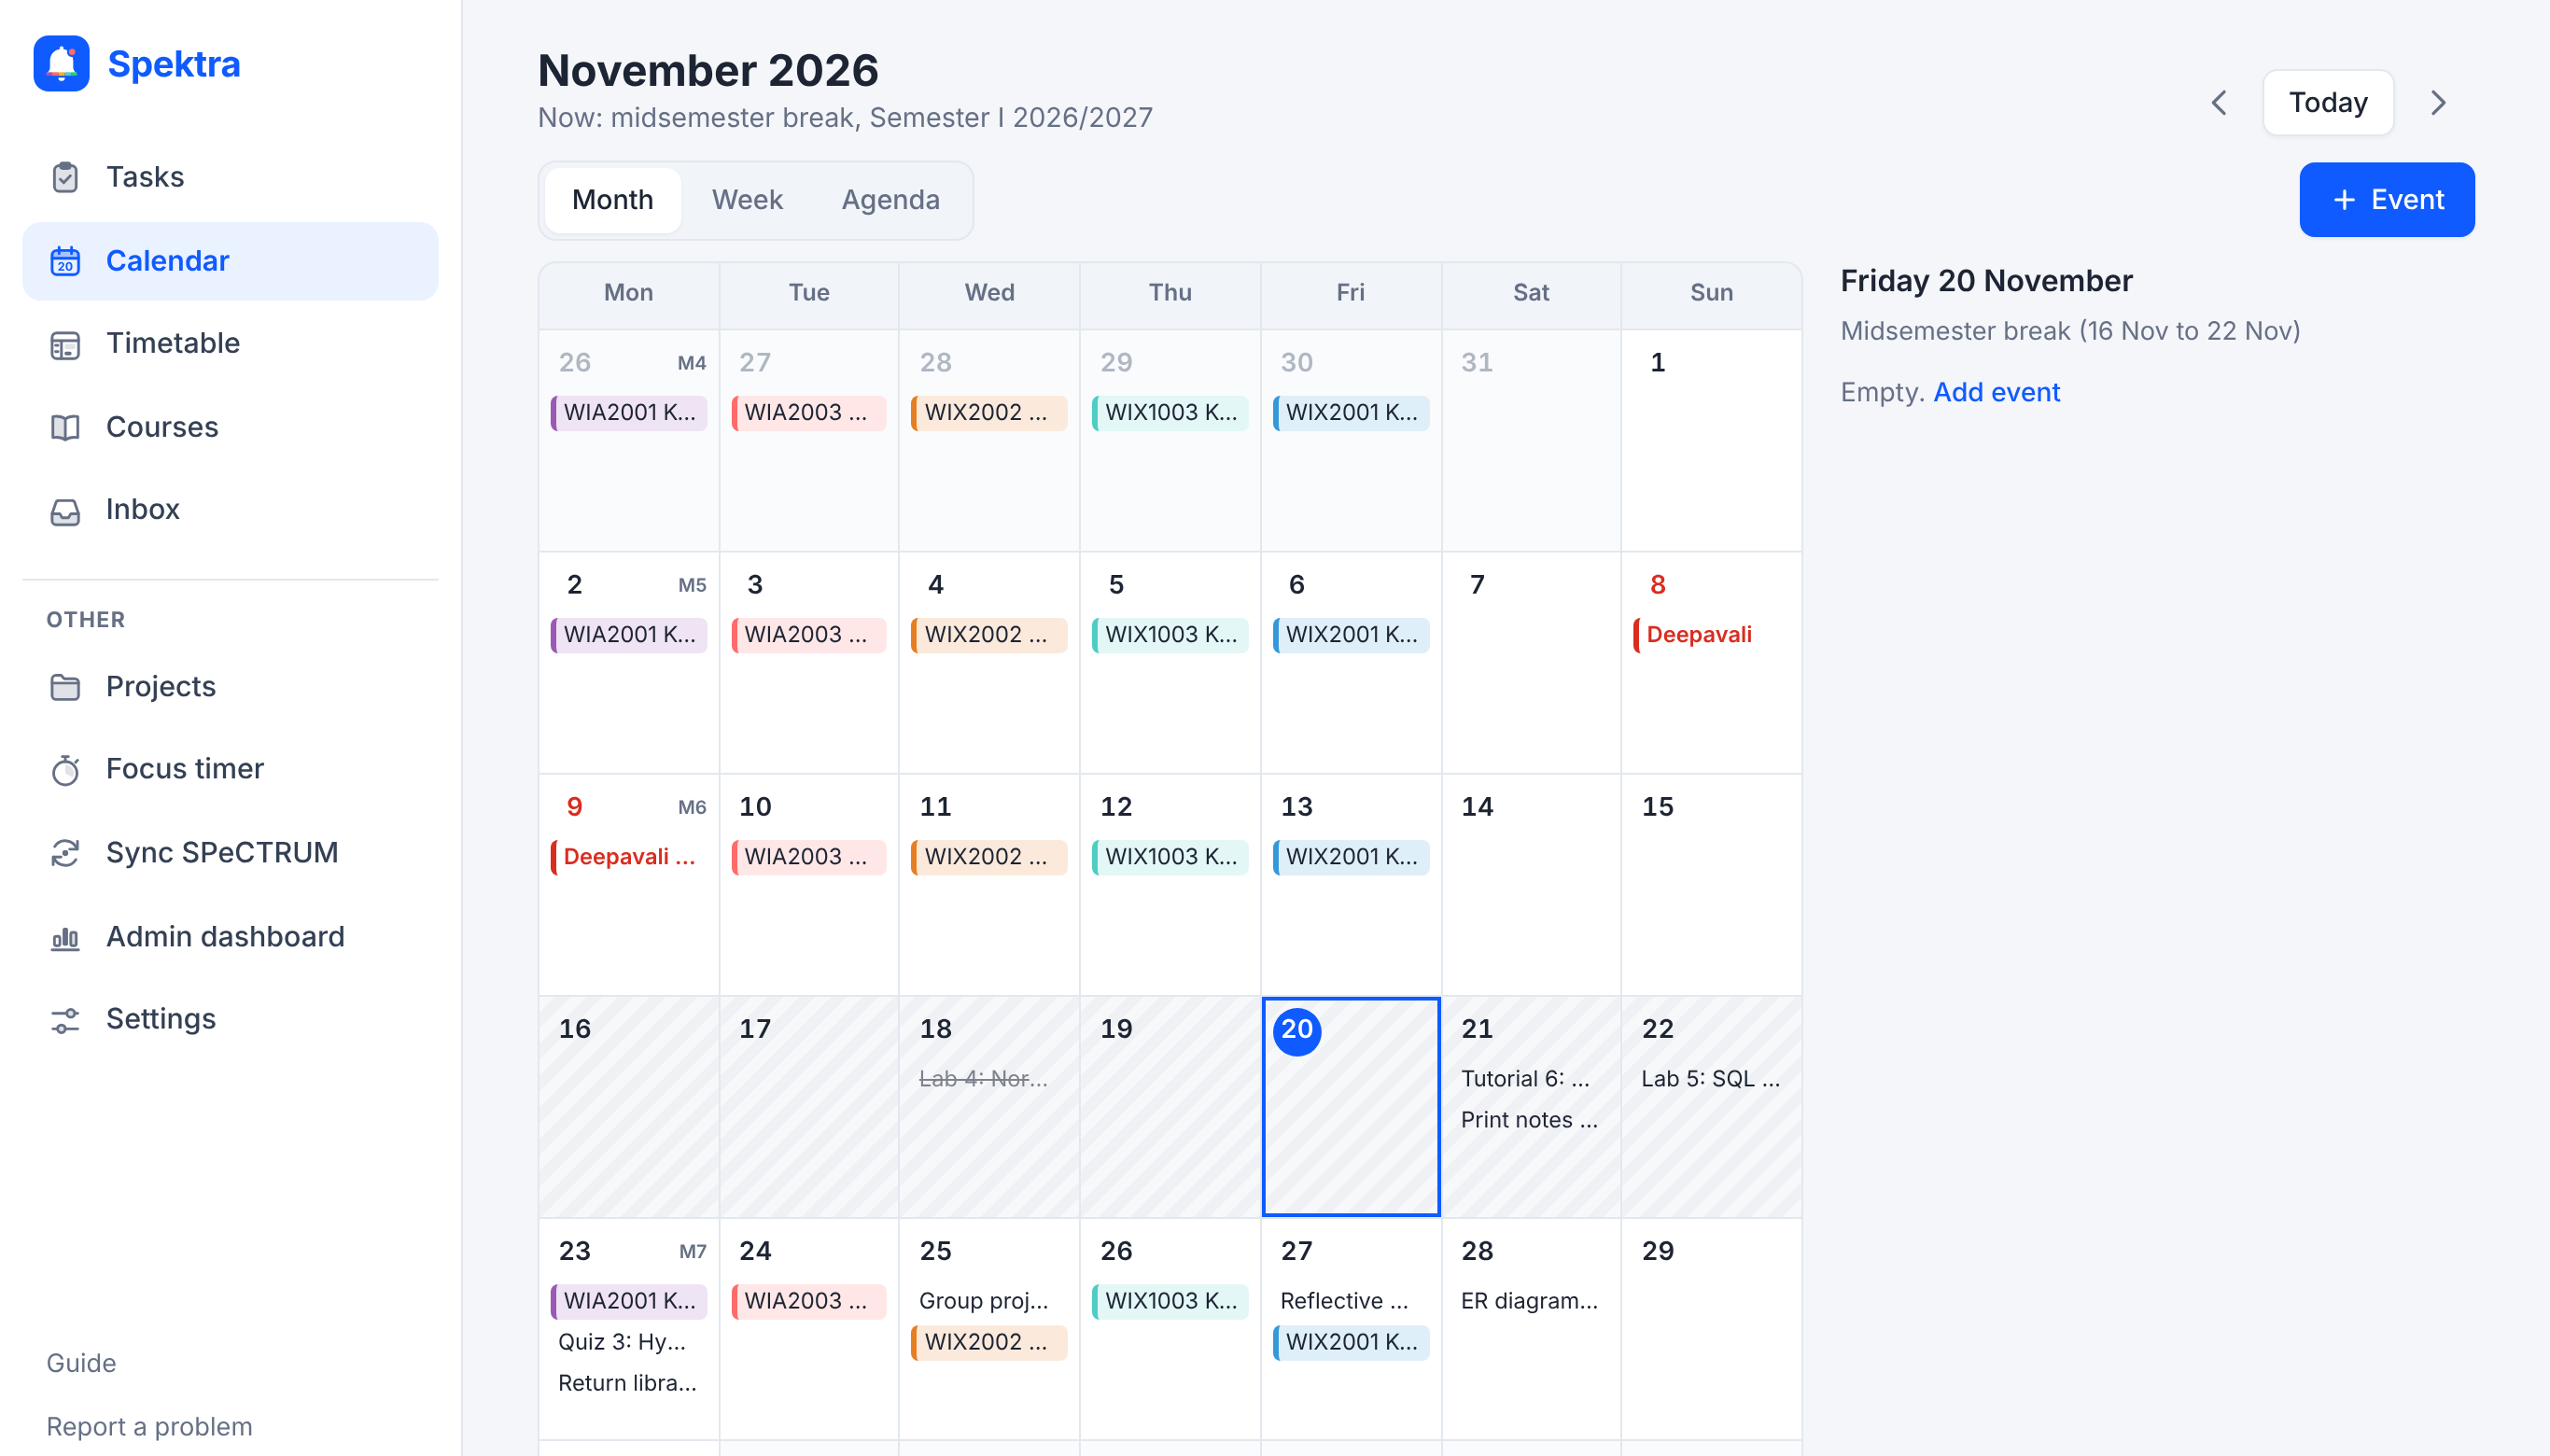 Spektra
Tasks
20
Calendar
Timetable
Courses
Inbox
OTHER
Projects
Focus timer
Sync SPeCTRUM
Admin dashboard
Settings
Guide
Report a problem
November 2026
Now: midsemester break, Semester I 2026/2027
Today
Month Week Agenda
+ Event
Mon Tue Wed Thu Fri Sat Sun
26 M4 27 28 29 30 31 1
WIA2001 K... WIA2003 ... WIX2002 ... WIX1003 K... WIX2001 K...
2 M5 3 4 5 6 7 8
WIA2001 K... WIA2003 ... WIX2002 ... WIX1003 K... WIX2001 K... Deepavali
9 M6 10 11 12 13 14 15
Deepavali ... WIA2003 ... WIX2002 ... WIX1003 K... WIX2001 K...
16 17 18 19 20 21 22
Lab 4: Nor... Tutorial 6: ... Lab 5: SQL ...
Print notes ...
23 M7 24 25 26 27 28 29
WIA2001 K... WIA2003 ... Group proj... WIX1003 K... Reflective ... ER diagram...
Quiz 3: Hy... WIX2002 ... WIX2001 K...
Return libra...
Friday 20 November
Midsemester break (16 Nov to 22 Nov)
Empty. Add event